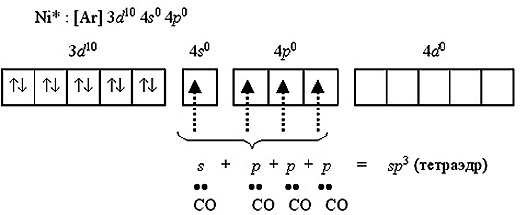 Ni* : [Ar] 3d¹⁰ 4s⁰ 4p⁰
3d¹⁰ 4s⁰ 4p⁰ 4d⁰
↑↓ ↑↓ ↑↓ ↑↓ ↑↓
s + p + p + p = sp³ (тетраэдр)
•• •• •• ••
CO CO CO CO